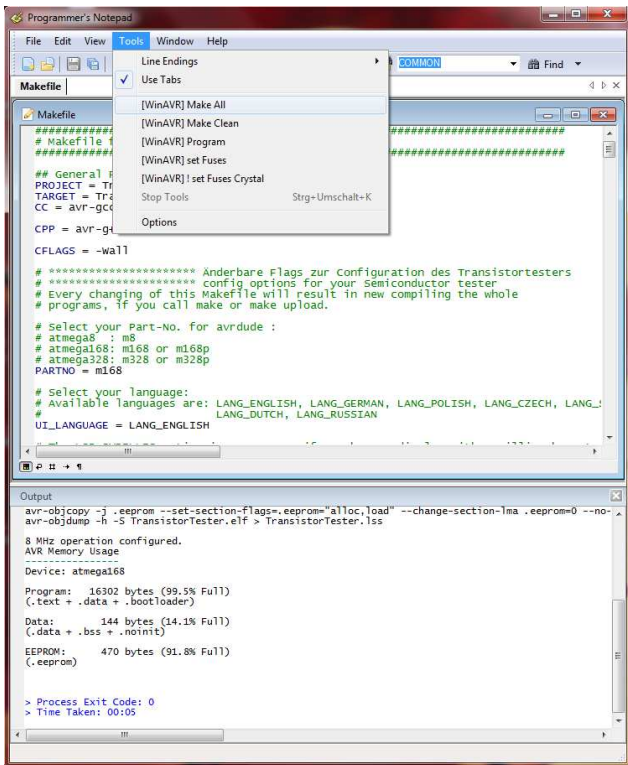 Programmer's Notepad
File Edit View Tools Window Help
Line Endings
COMMON
Find
Use Tabs
Makefile
[WinAVR] Make All
[WinAVR] Make Clean
[WinAVR] Program
[WinAVR] set Fuses
[WinAVR] ! set Fuses Crystal
Stop Tools Strg+Umschalt+K
Options
Makefile
# Makefile
## General
PROJECT =
TARGET =
CC = avr-gcc
CPP = avr-g
CFLAGS = -Wall
# ********************** Änderbare Flags zur Configuration des Transistortesters
# ********************** config options for your Semiconductor tester
# Every changing of this Makefile will result in new compiling the whole
# programs, if you call make or make upload.
# Select your Part-No. for avrdude :
# atmega8 : m8
# atmega168: m168 or m168p
# atmega328: m328 or m328p
PARTNO = m168
# Select your language:
# Available languages are: LANG_ENGLISH, LANG_GERMAN, LANG_POLISH, LANG_CZECH,
# LANG_DUTCH, LANG_RUSSIAN
UI_LANGUAGE = LANG_ENGLISH
Output
avr-objcopy -j .eeprom --set-section-flags=.eeprom="alloc,load" --change-section-lma .eeprom=0 --no-
avr-objdump -h -S TransistorTester.elf > TransistorTester.lss
8 MHz operation configured.
AVR Memory Usage
----------------
Device: atmega168
Program: 16302 bytes (99.5% Full)
(.text + .data + .bootloader)
Data: 144 bytes (14.1% Full)
(.data + .bss + .noinit)
EEPROM: 470 bytes (91.8% Full)
(.eeprom)
> Process Exit Code: 0
> Time Taken: 00:05